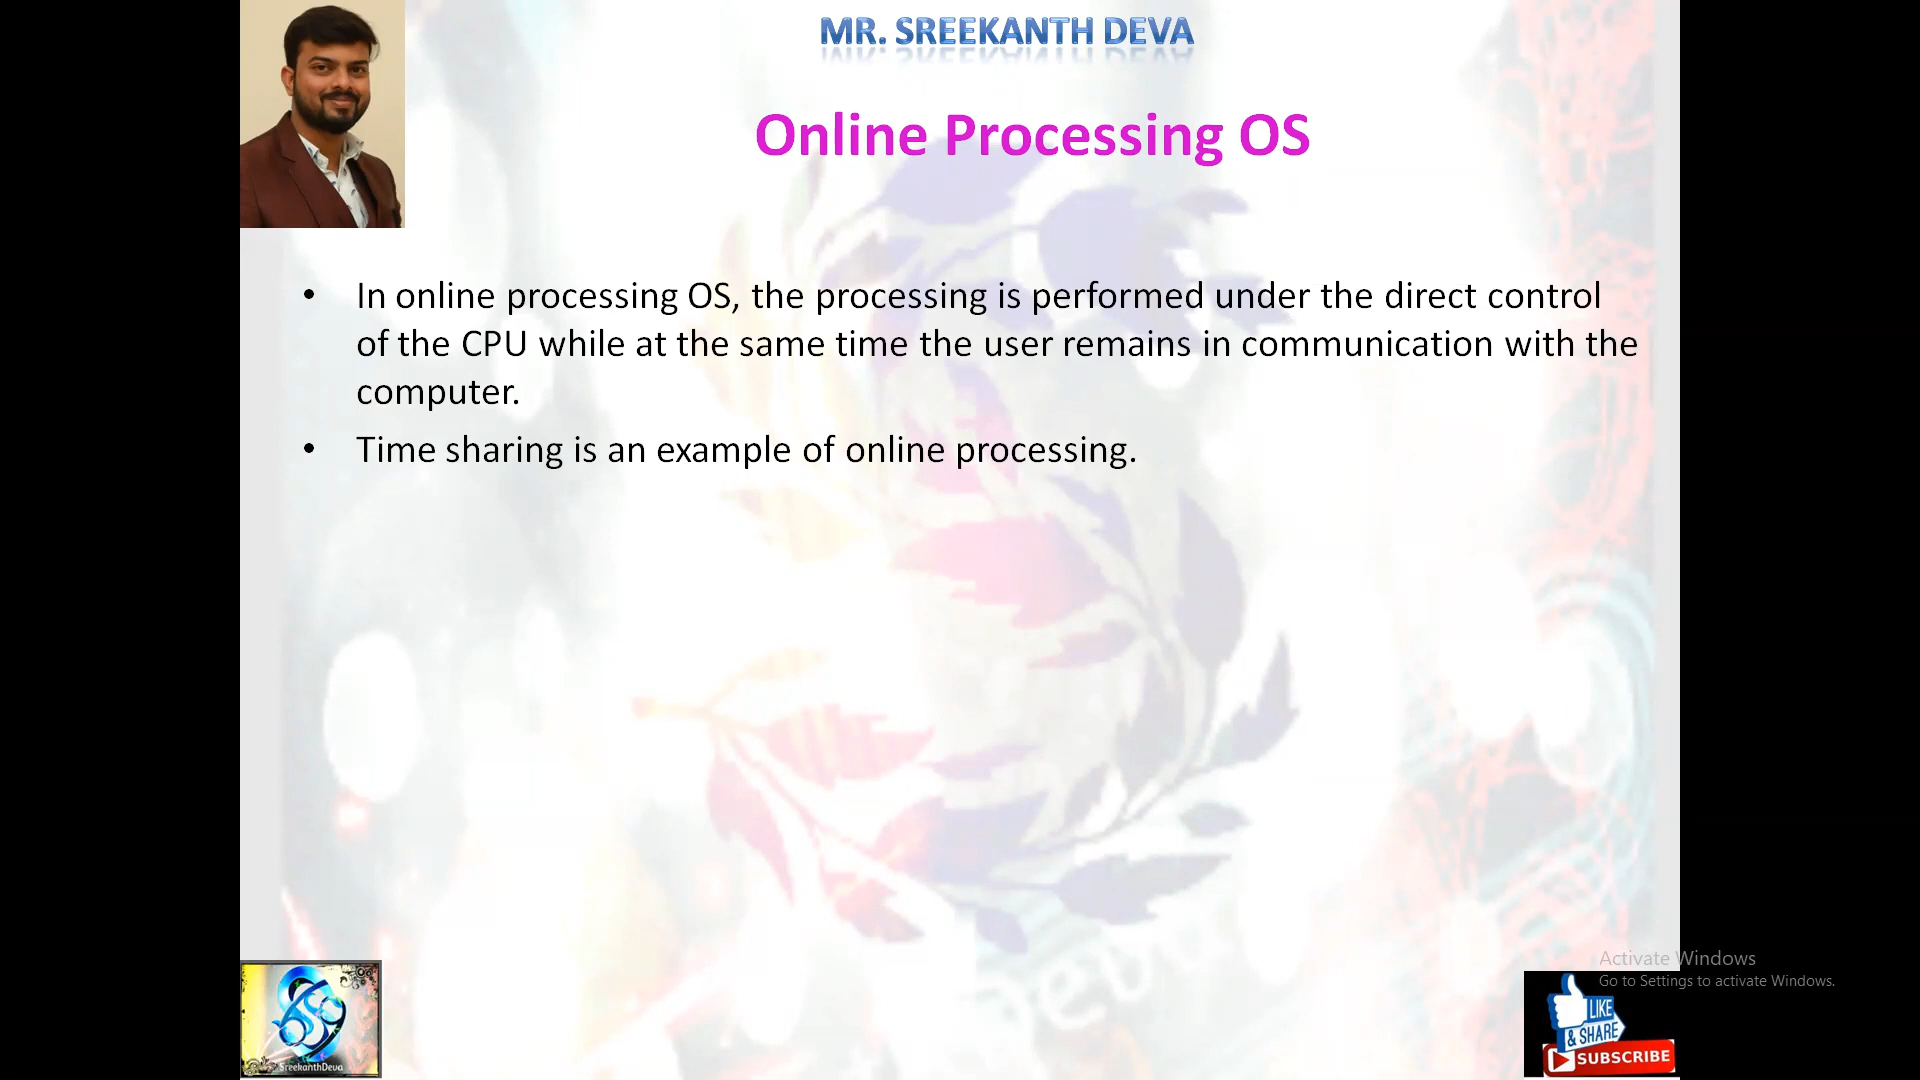 MR. SREEKANTH DEVA
Online Processing OS
• In online processing OS, the processing is performed under the direct control
of the CPU while at the same time the user remains in communication with the
computer.
• Time sharing is an example of online processing.
Activate Windows
Go to Settings to activate Windows.
LIKE
& SHARE
SUBSCRIBE
SreekanthDeva